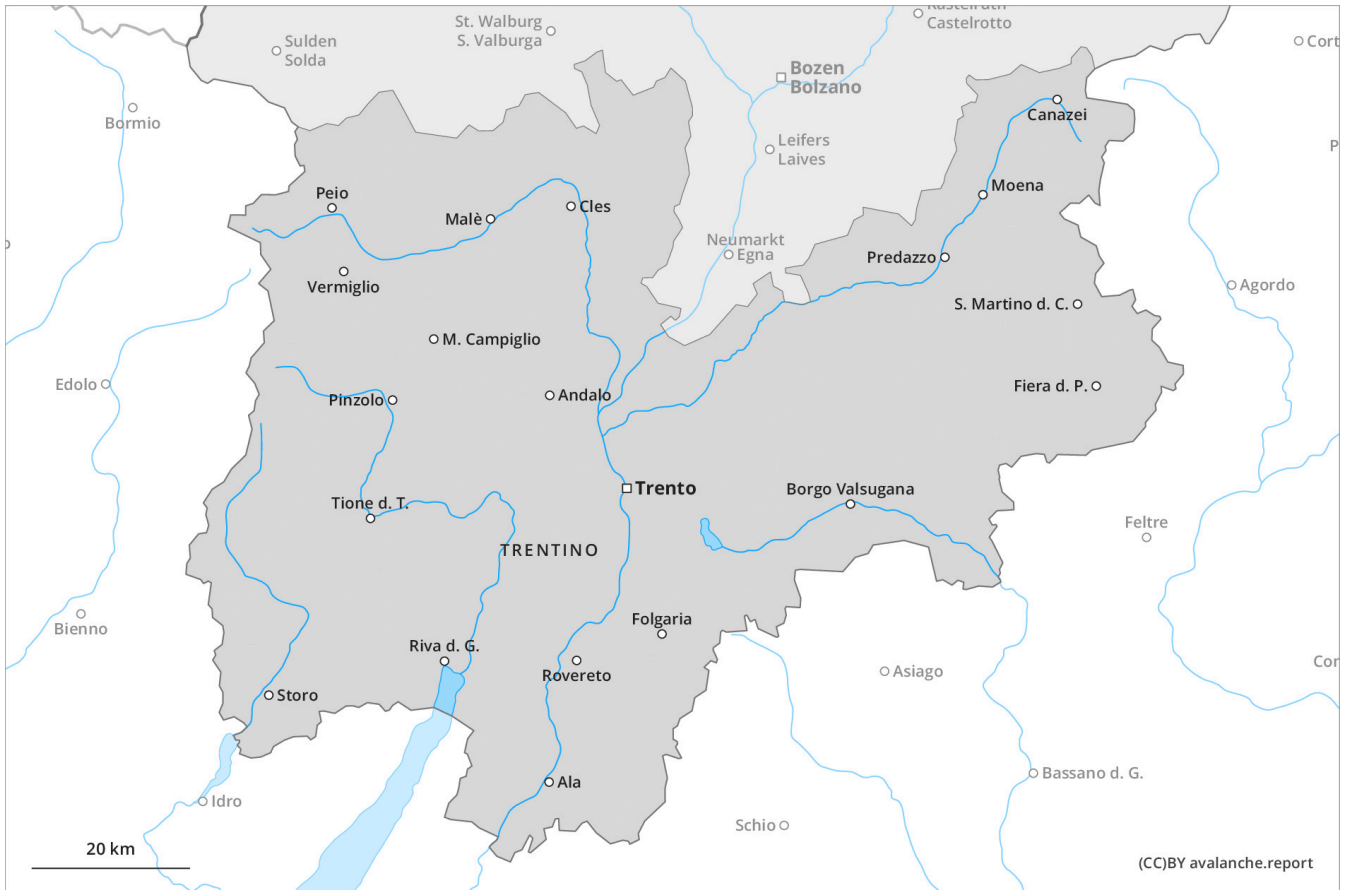 Kastelruth
Castelrotto
St. Walburg
S. Valburga
Sulden
Solda
Cort
Bozen
Bolzano
Bormio
Canazei
Leifers
Laives
P
Moena
Peio
Malè
Cles
Neumarkt
Egna
Predazzo
Vermiglio
Agordo
S. Martino d. C.
M. Campiglio
Edolo
Andalo
Fiera d. P.
Pinzolo
Trento
Borgo Valsugana
Tione d. T.
Feltre
TRENTINO
Bienno
Folgaria
Riva d. G.
Rovereto
Asiago
Cor
Storo
Bassano d. G.
Ala
Idro
Schio
20 km
(CC)BY avalanche.report